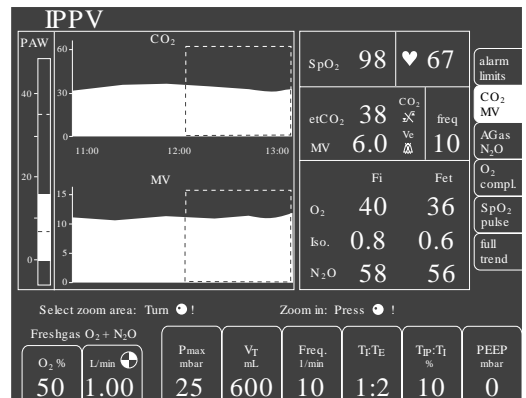 IPPV
PAW
CO₂
60
30
0
11:00 12:00 13:00
40
20
0
MV
15
10
5
0
SpO₂ 98 ♥ 67
etCO₂ 38 CO₂ freq
MV 6.0 Ve 10
Fi Fet
O₂ 40 36
Iso. 0.8 0.6
N₂O 58 56
alarm
limits
CO₂
MV
AGas
N₂O
O₂
compl.
SpO₂
pulse
full
trend
Select zoom area: Turn ! Zoom in: Press !
Freshgas O₂ + N₂O
O₂ % 50
L/min 1.00
Pmax
mbar
25
VT
mL
600
Freq.
1/min
10
TI:TE
1:2
TIP:TI
%
10
PEEP
mbar
0